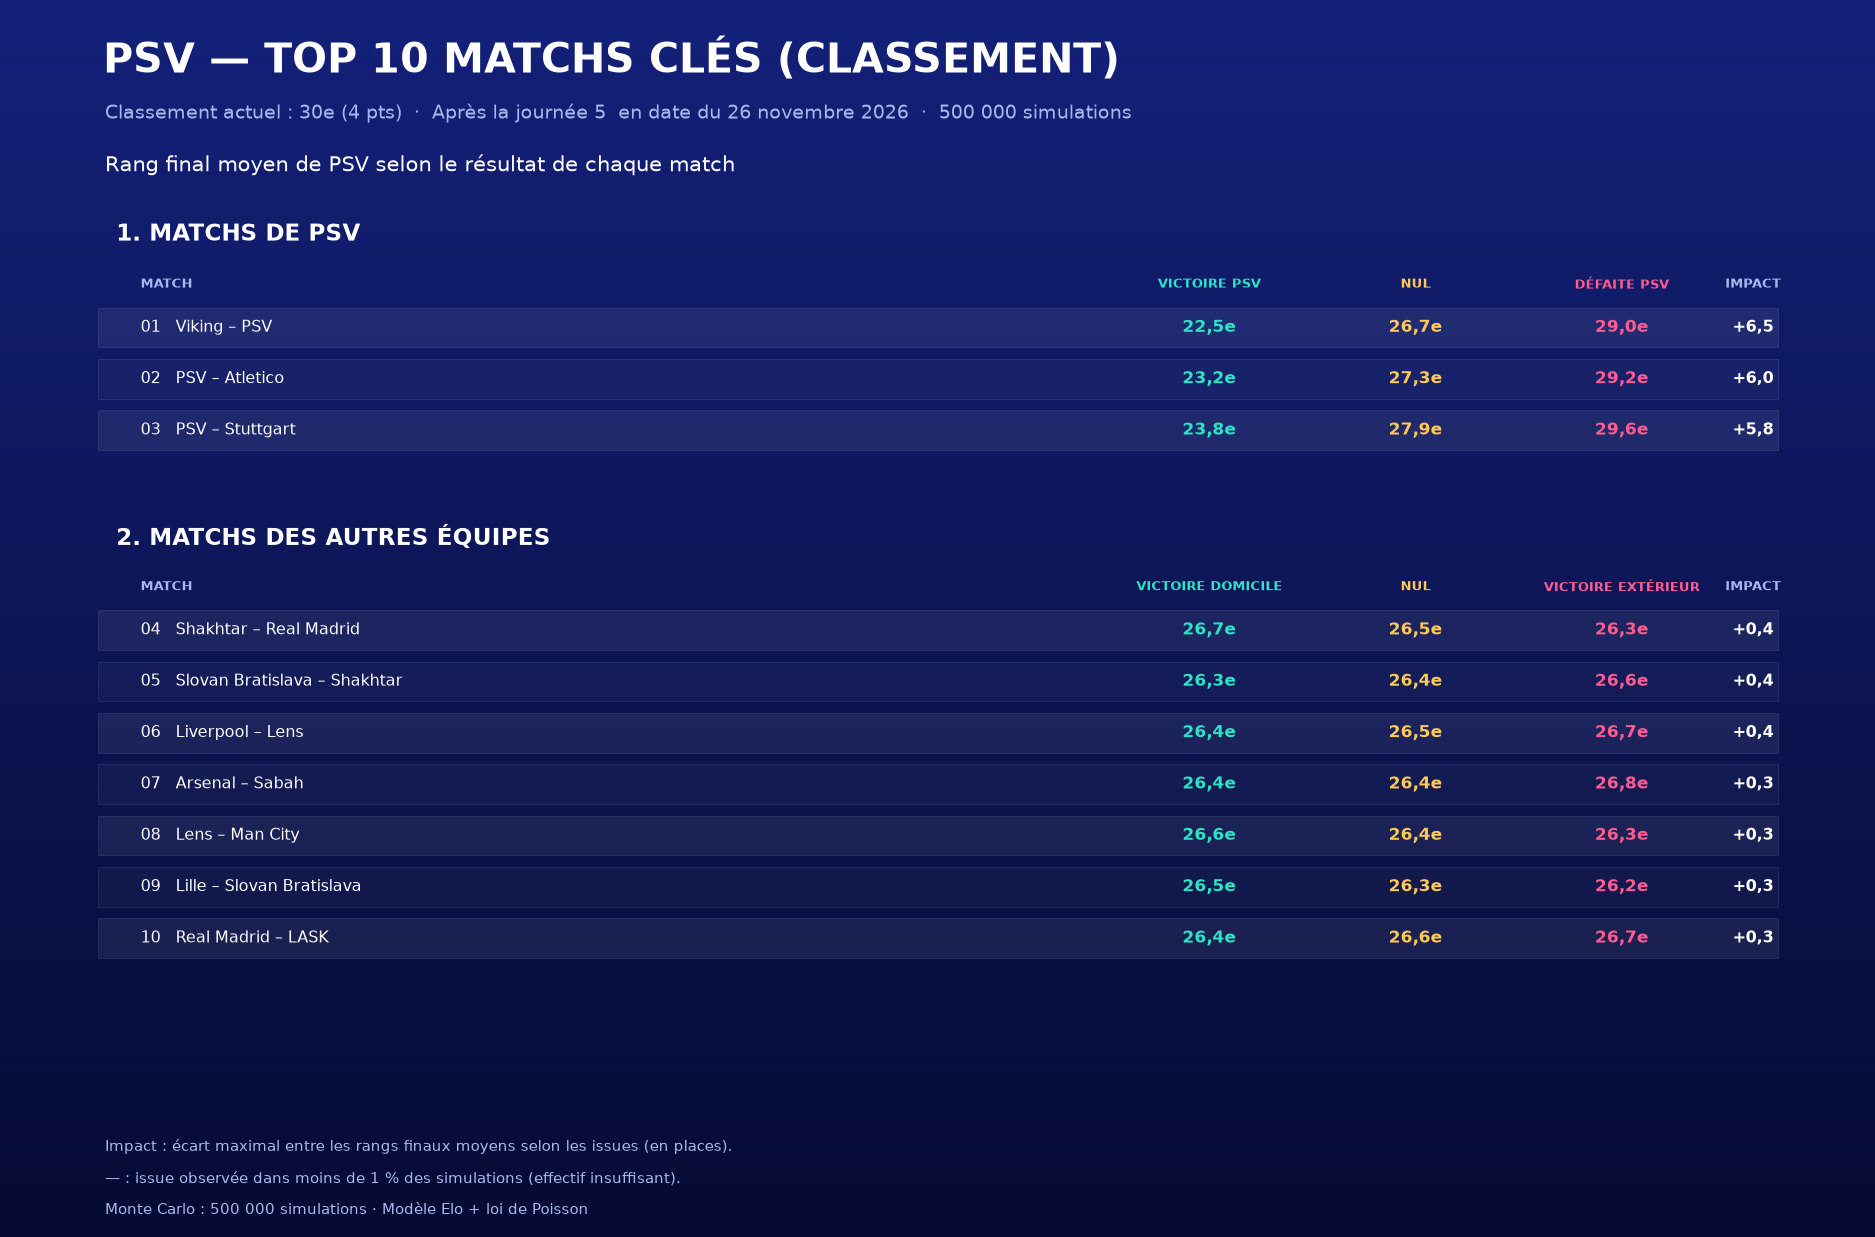 PSV — TOP 10 MATCHS CLÉS (CLASSEMENT)
Classement actuel : 30e (4 pts) · Après la journée 5 en date du 26 novembre 2026 · 500 000 simulations
Rang final moyen de PSV selon le résultat de chaque match
1. MATCHS DE PSV
MATCH VICTOIRE PSV NUL DÉFAITE PSV IMPACT
01 Viking – PSV 22,5e 26,7e 29,0e +6,5
02 PSV – Atletico 23,2e 27,3e 29,2e +6,0
03 PSV – Stuttgart 23,8e 27,9e 29,6e +5,8
2. MATCHS DES AUTRES ÉQUIPES
MATCH VICTOIRE DOMICILE NUL VICTOIRE EXTÉRIEUR IMPACT
04 Shakhtar – Real Madrid 26,7e 26,5e 26,3e +0,4
05 Slovan Bratislava – Shakhtar 26,3e 26,4e 26,6e +0,4
06 Liverpool – Lens 26,4e 26,5e 26,7e +0,4
07 Arsenal – Sabah 26,4e 26,4e 26,8e +0,3
08 Lens – Man City 26,6e 26,4e 26,3e +0,3
09 Lille – Slovan Bratislava 26,5e 26,3e 26,2e +0,3
10 Real Madrid – LASK 26,4e 26,6e 26,7e +0,3
Impact : écart maximal entre les rangs finaux moyens selon les issues (en places).
— : issue observée dans moins de 1 % des simulations (effectif insuffisant).
Monte Carlo : 500 000 simulations · Modèle Elo + loi de Poisson